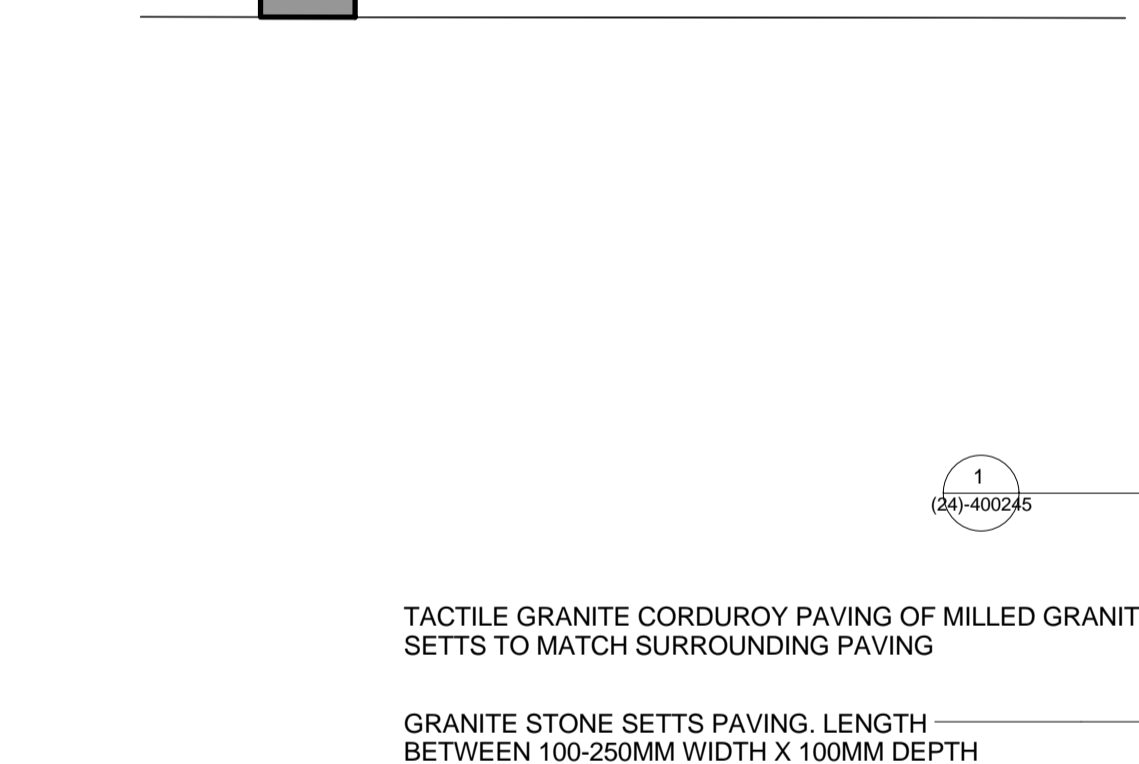 1
(24)-400245
TACTILE GRANITE CORDUROY PAVING OF MILLED GRANIT
SETTS TO MATCH SURROUNDING PAVING
GRANITE STONE SETTS PAVING. LENGTH
BETWEEN 100-250MM WIDTH X 100MM DEPTH